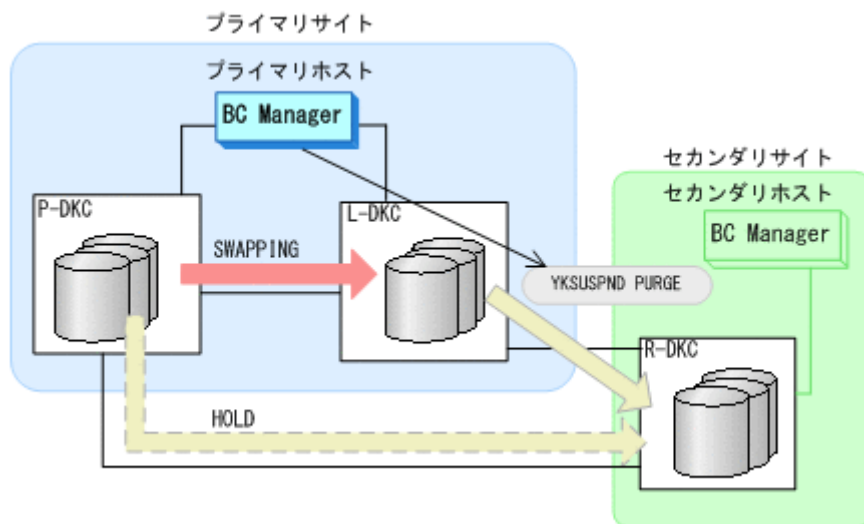 プライマリサイト
プライマリホスト
BC Manager
セカンダリサイト
セカンダリホスト
BC Manager
P-DKC
L-DKC
SWAPPING
YKSUSPND PURGE
R-DKC
HOLD